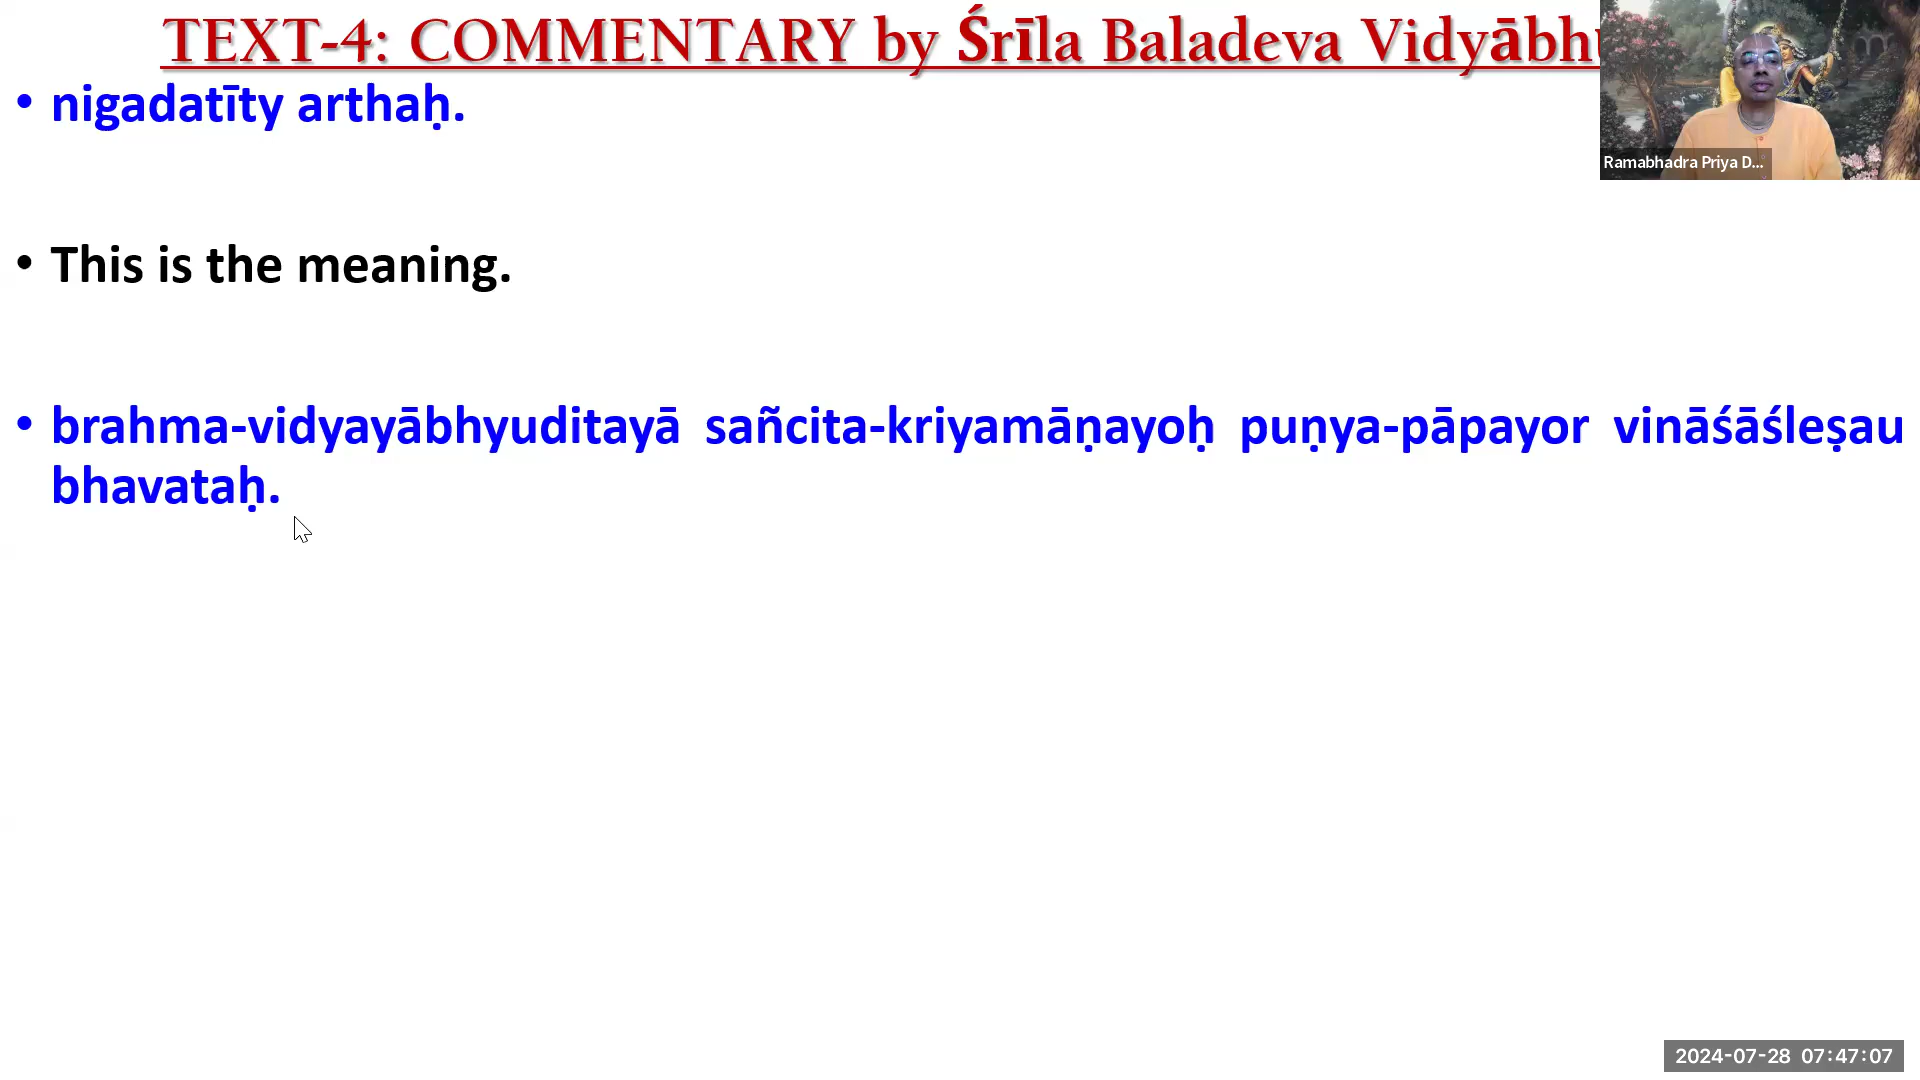 TEXT-4: COMMENTARY by Śrīla Baladeva
• nigadatīty arthaḥ.
Ramabhadra Priya D...
• This is the meaning.
• brahma-vidyayābhyuditayā sañcita-kriyamāṇayoḥ puṇya-pāpayor vināśāśleṣau
bhavataḥ.
2024-07-28 07:47:07